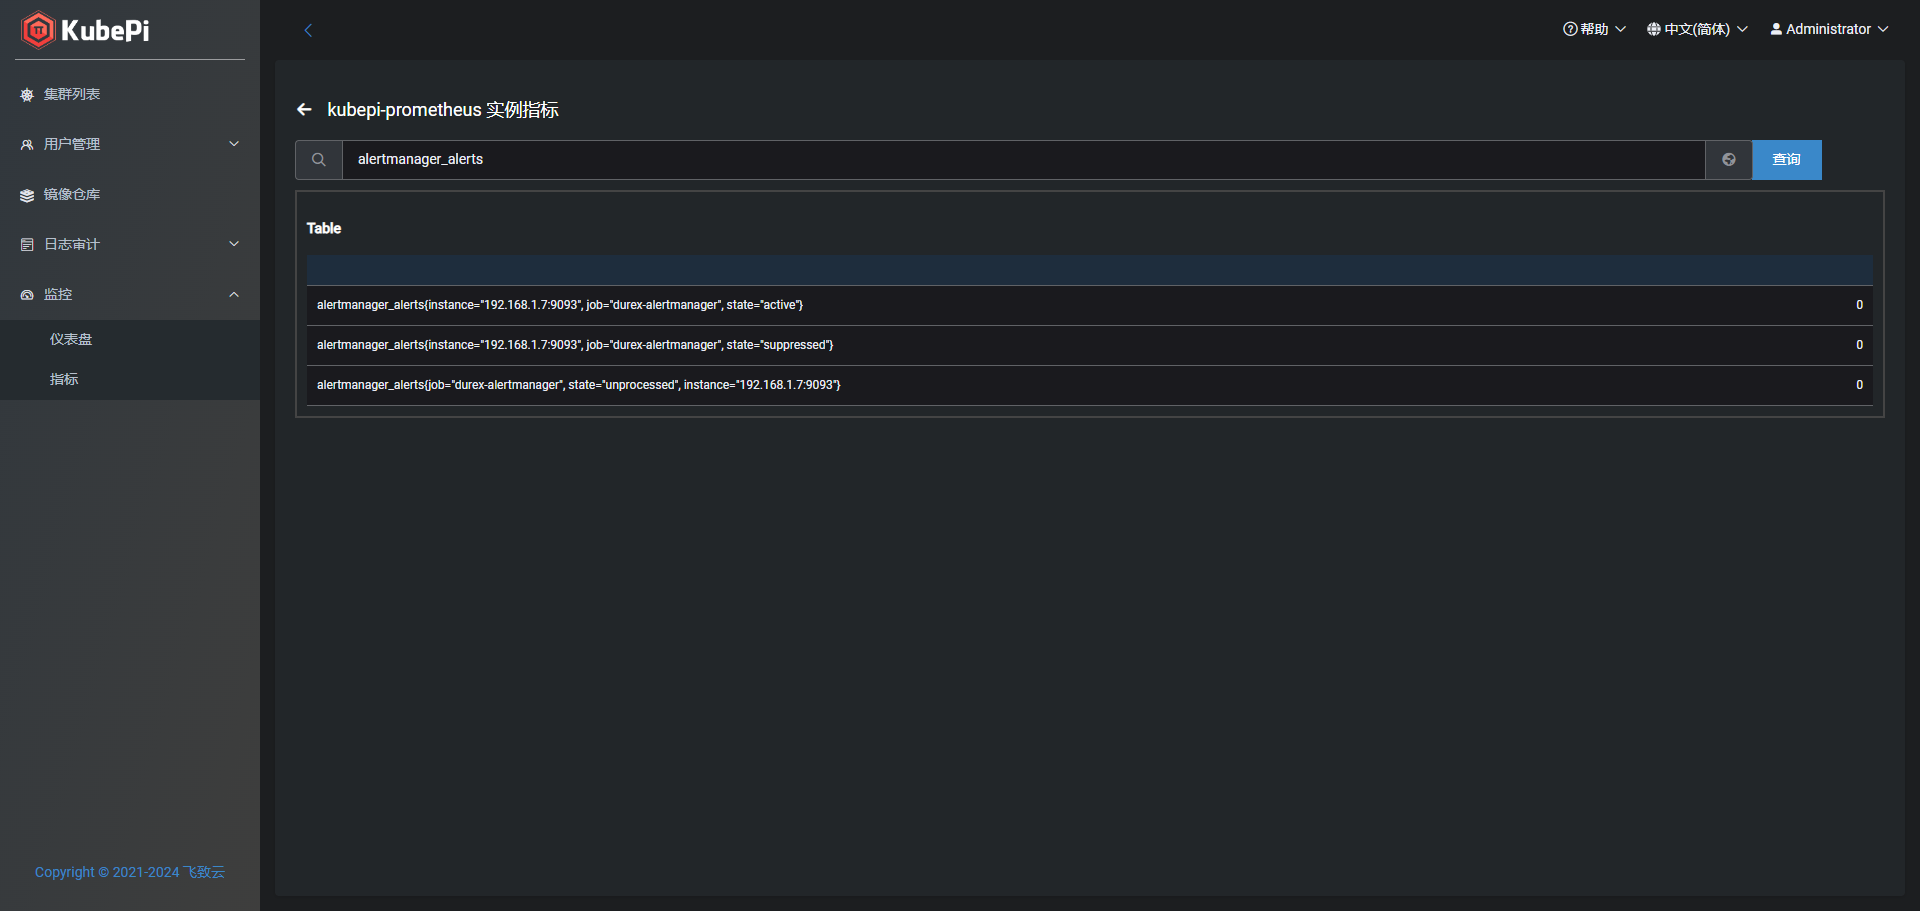 KubePi
集群列表
用户管理
镜像仓库
日志审计
监控
仪表盘
指标
Copyright © 2021-2024 飞致云
帮助
中文(简体)
Administrator
kubepi-prometheus 实例指标
alertmanager_alerts
查询
Table
alertmanager_alerts{instance="192.168.1.7:9093", job="durex-alertmanager", state="active"} 0
alertmanager_alerts{instance="192.168.1.7:9093", job="durex-alertmanager", state="suppressed"} 0
alertmanager_alerts{job="durex-alertmanager", state="unprocessed", instance="192.168.1.7:9093"} 0